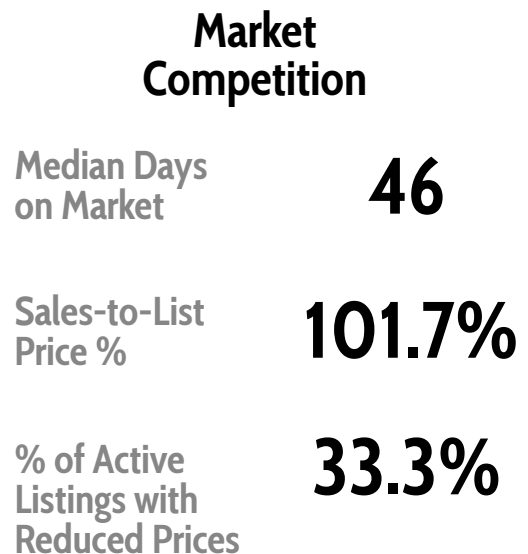 Market
Competition
Median Days
on Market
46
Sales-to-List
Price %
101.7%
% of Active
Listings with
Reduced Prices
33.3%